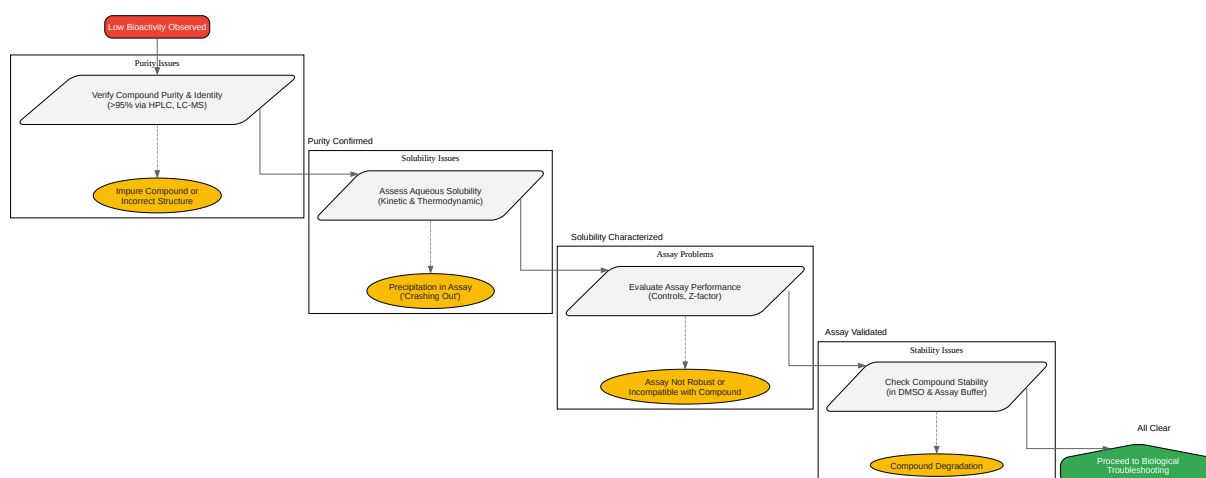 Low Bioactivity Observed
Purity Issues
Verify Compound Purity & Identity
(>95% via HPLC, LC-MS)
Impure Compound or
Incorrect Structure
Purity Confirmed
Solubility Issues
Assess Aqueous Solubility
(Kinetic & Thermodynamic)
Precipitation in Assay
('Crashing Out')
Solubility Characterized
Assay Problems
Evaluate Assay Performance
(Controls, Z-factor)
Assay Not Robust or
Incompatible with Compound
Assay Validated
Stability Issues
Check Compound Stability
(in DMSO & Assay Buffer)
Compound Degradation
All Clear
Proceed to Biological
Troubleshooting